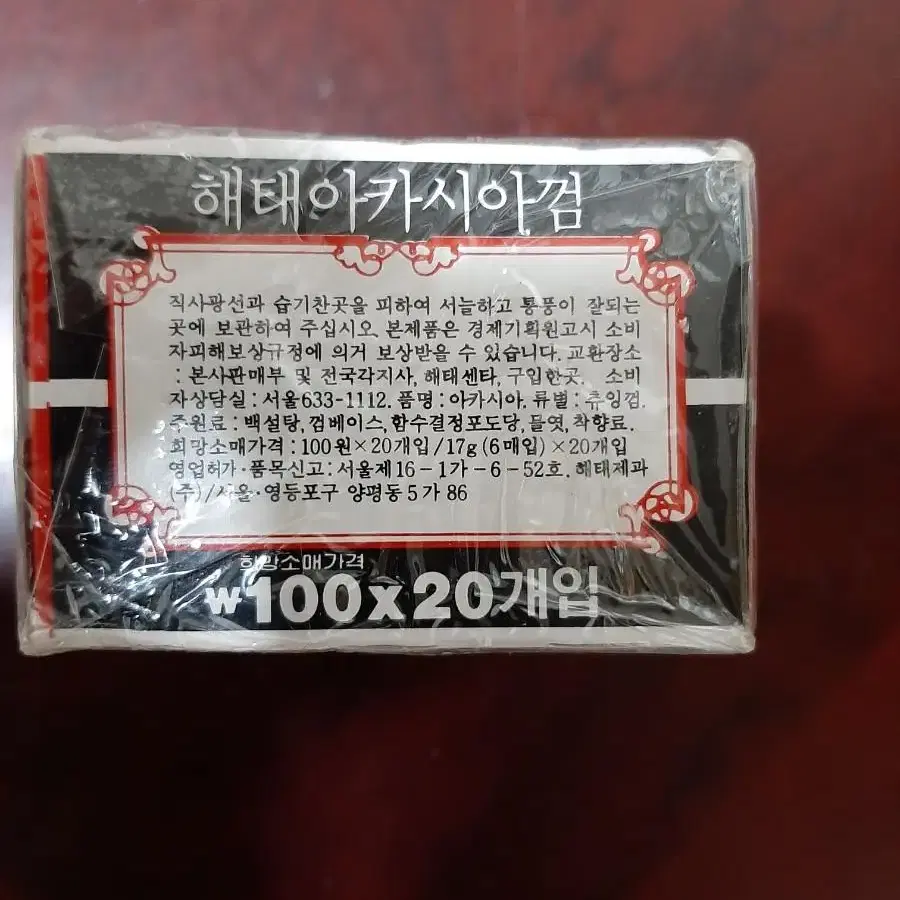 해태아카시아껌
직사광선과 습기찬곳을 피하여 서늘하고 통풍이 잘되는
곳에 보관하여 주십시오. 본제품은 경제기획원고시 소비
자피해보상규정에 의거 보상받을 수 있습니다. 교환장소
: 본사판매부 및 전국각지사, 해태센타, 구입한곳. 소비
자상담실 : 서울633-1112. 품명 : 아카시아. 류별 : 츄잉껌.
주원료 : 백설탕, 껌베이스, 함수결정포도당, 물엿, 착향료.
희망소매가격 : 100원×20개입/17g(6매입)×20개입
영업허가·품목신고 : 서울제16-1가-6-52호. 해태제과
(주)/서울·영등포구 양평동5가 86
희망소매가격
₩100x20개입